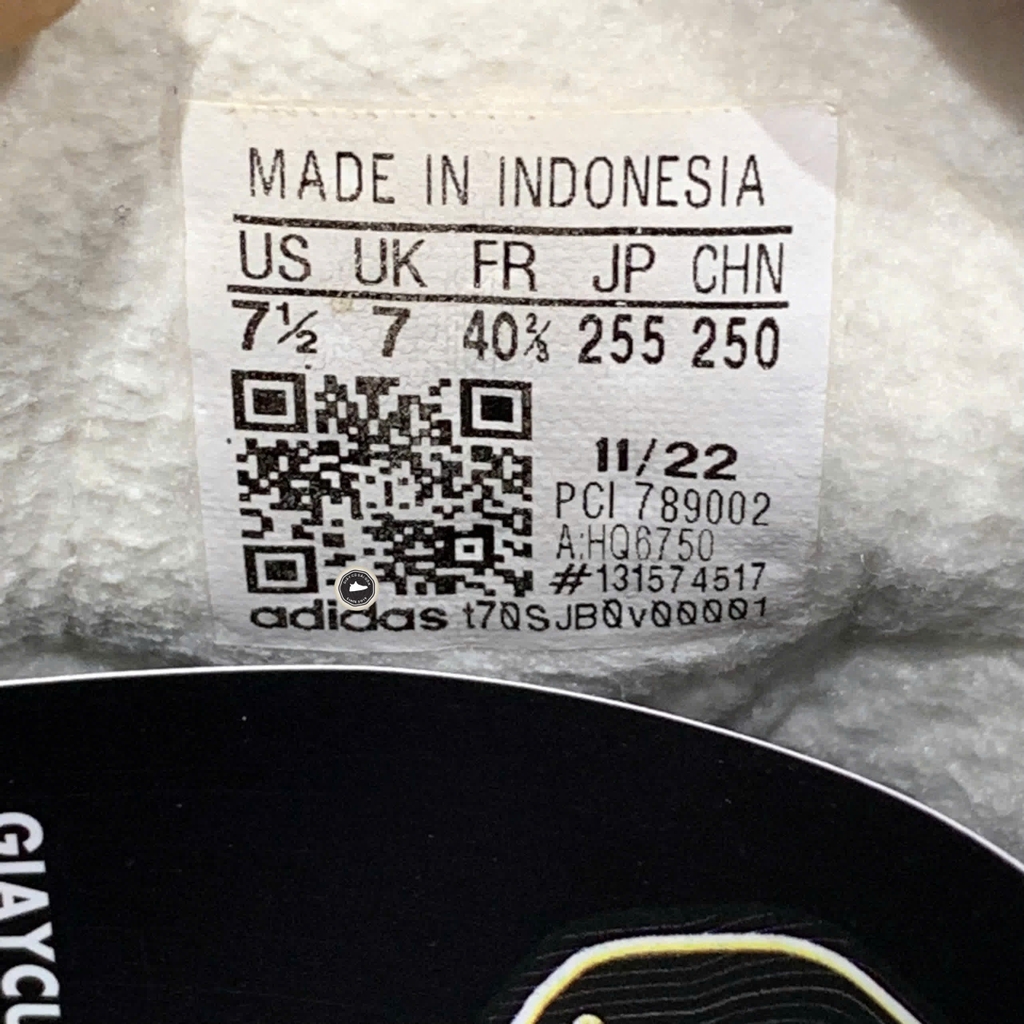 MADE IN INDONESIA
US UK FR JP CHN
7½ 7 40⅔ 255 250
11/22
PCI 789002
A:HQ6750
#131574517
adidas t70SJB0v00001
GIAYCU